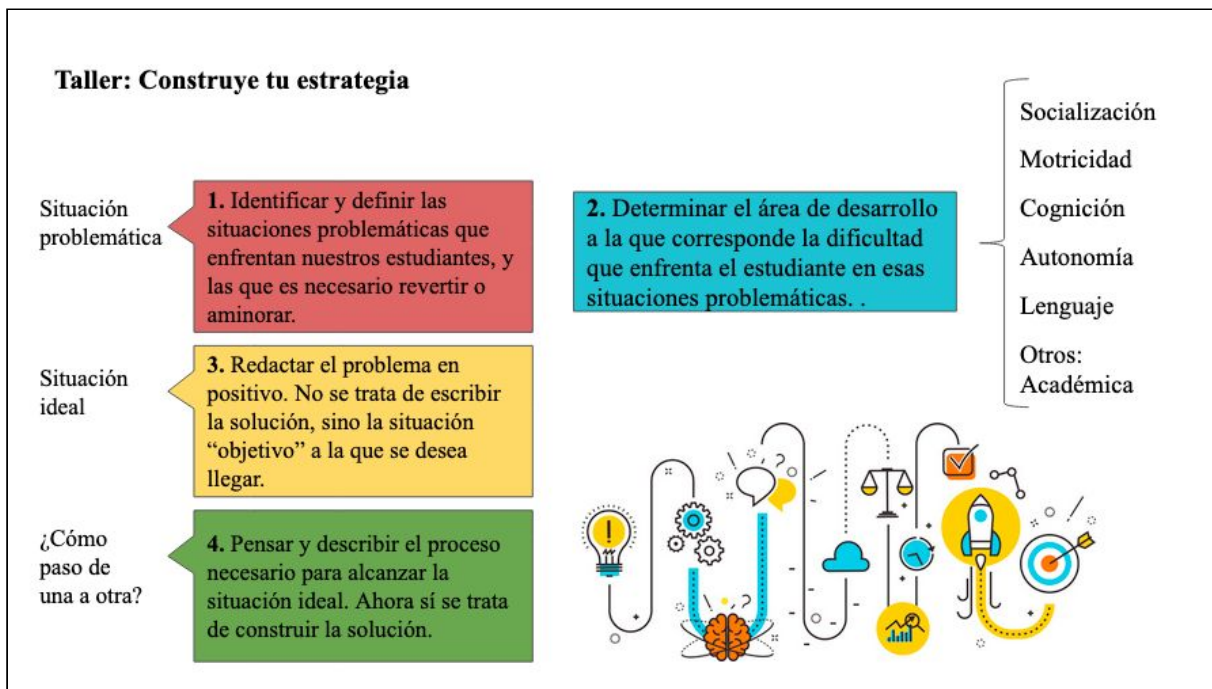 Taller: Construye tu estrategia
Situación
problemática
1. Identificar y definir las
situaciones problemáticas que
enfrentan nuestros estudiantes, y
las que es necesario revertir o
aminorar.
2. Determinar el área de desarrollo
a la que corresponde la dificultad
que enfrenta el estudiante en esas
situaciones problemáticas. .
Socialización
Motricidad
Cognición
Autonomía
Lenguaje
Otros:
Académica
Situación
ideal
3. Redactar el problema en
positivo. No se trata de escribir
la solución, sino la situación
“objetivo” a la que se desea
llegar.
¿Cómo
paso de
una a otra?
4. Pensar y describir el proceso
necesario para alcanzar la
situación ideal. Ahora sí se trata
de construir la solución.